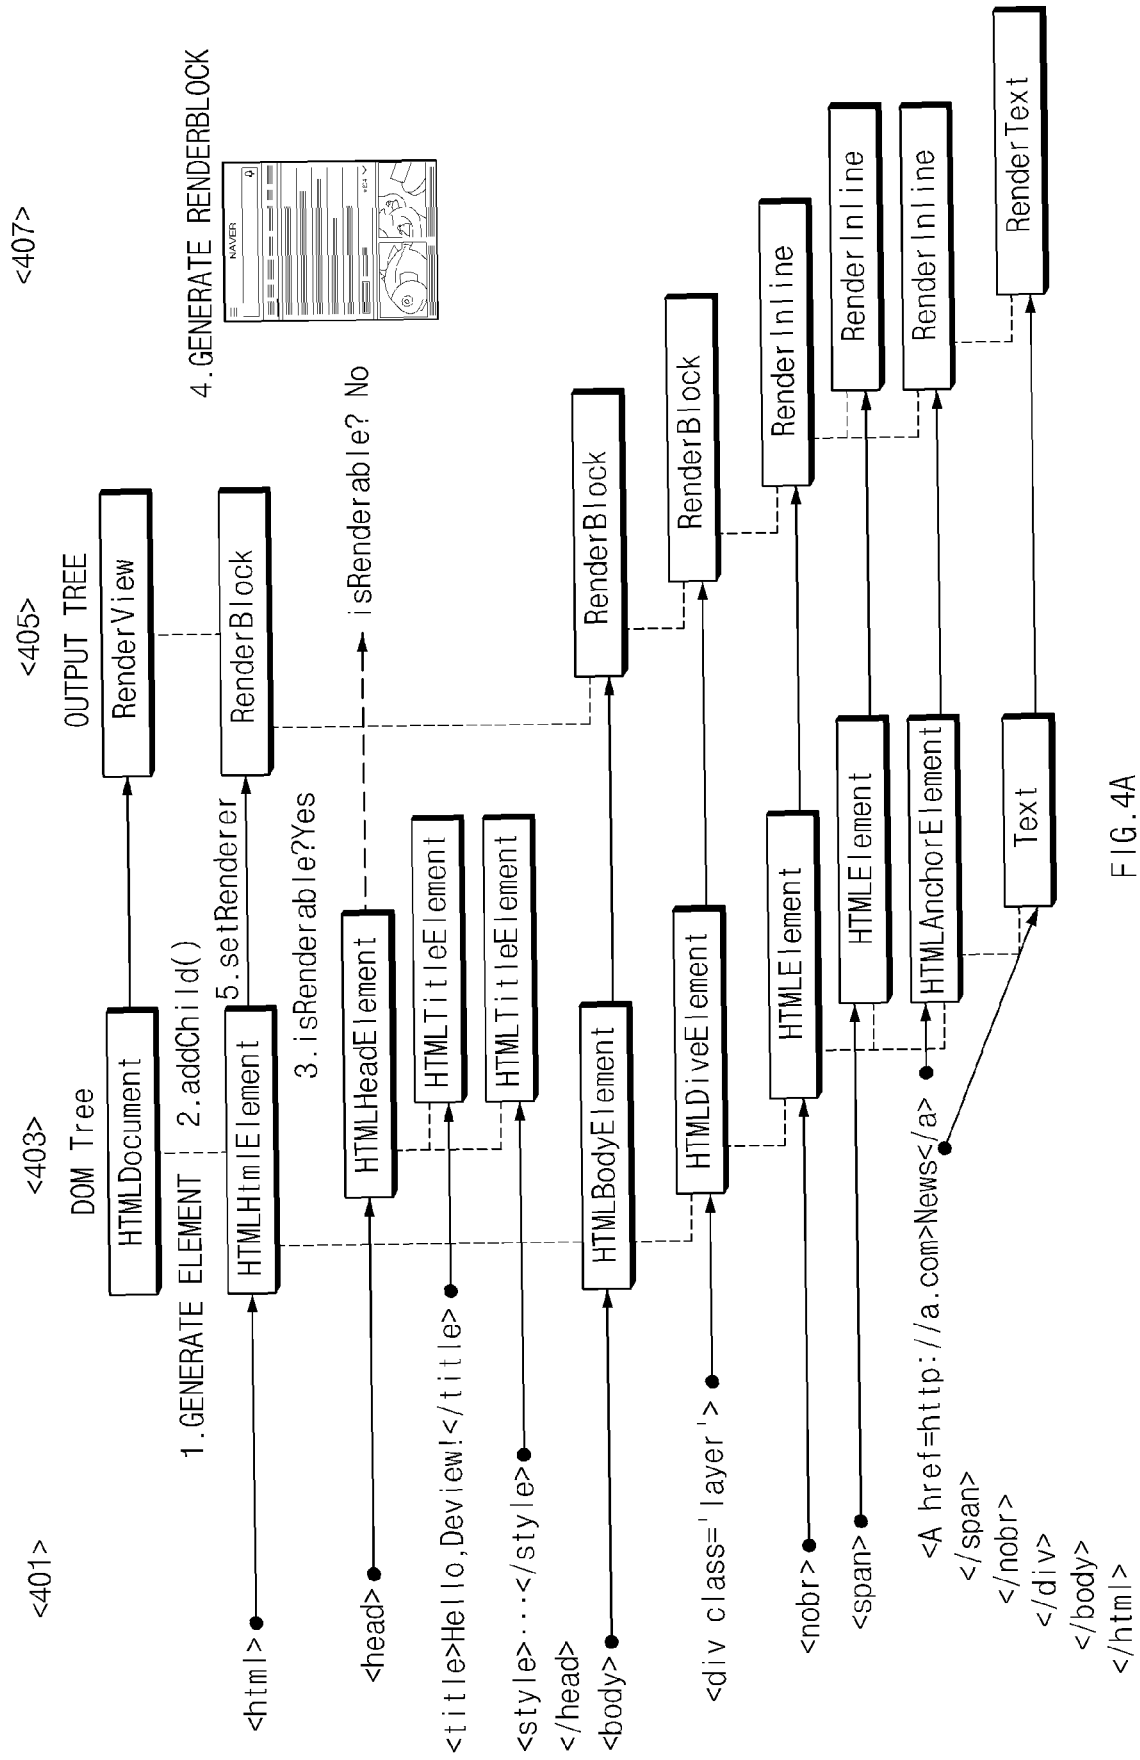 <401>
<403>
<405>
<407>
DOM Tree
OUTPUT TREE
HTMLDocument
RenderView
1.GENERATE ELEMENT 2.addChild()
4.GENERATE RENDERBLOCK
NAVER
5.setRenderer
<html>
HTMLHtmlElement
RenderBlock
3.isRenderable?Yes
<head>
HTMLHeadElement
isRenderable? No
<title>Hello,Deview!</title>
HTMLTitleElement
<style>...</style>
HTMLTitleElement
</head>
<body>
HTMLBodyElement
RenderBlock
<div class='layer'>
HTMLDiveElement
RenderBlock
<nobr>
HTMLElement
RenderInline
<span>
HTMLElement
RenderInline
<A href=http://a.com>News</a>
HTMLAnchorElement
RenderInline
</span>
</nobr>
Text
RenderText
</div>
</body>
</html>
FIG.4A